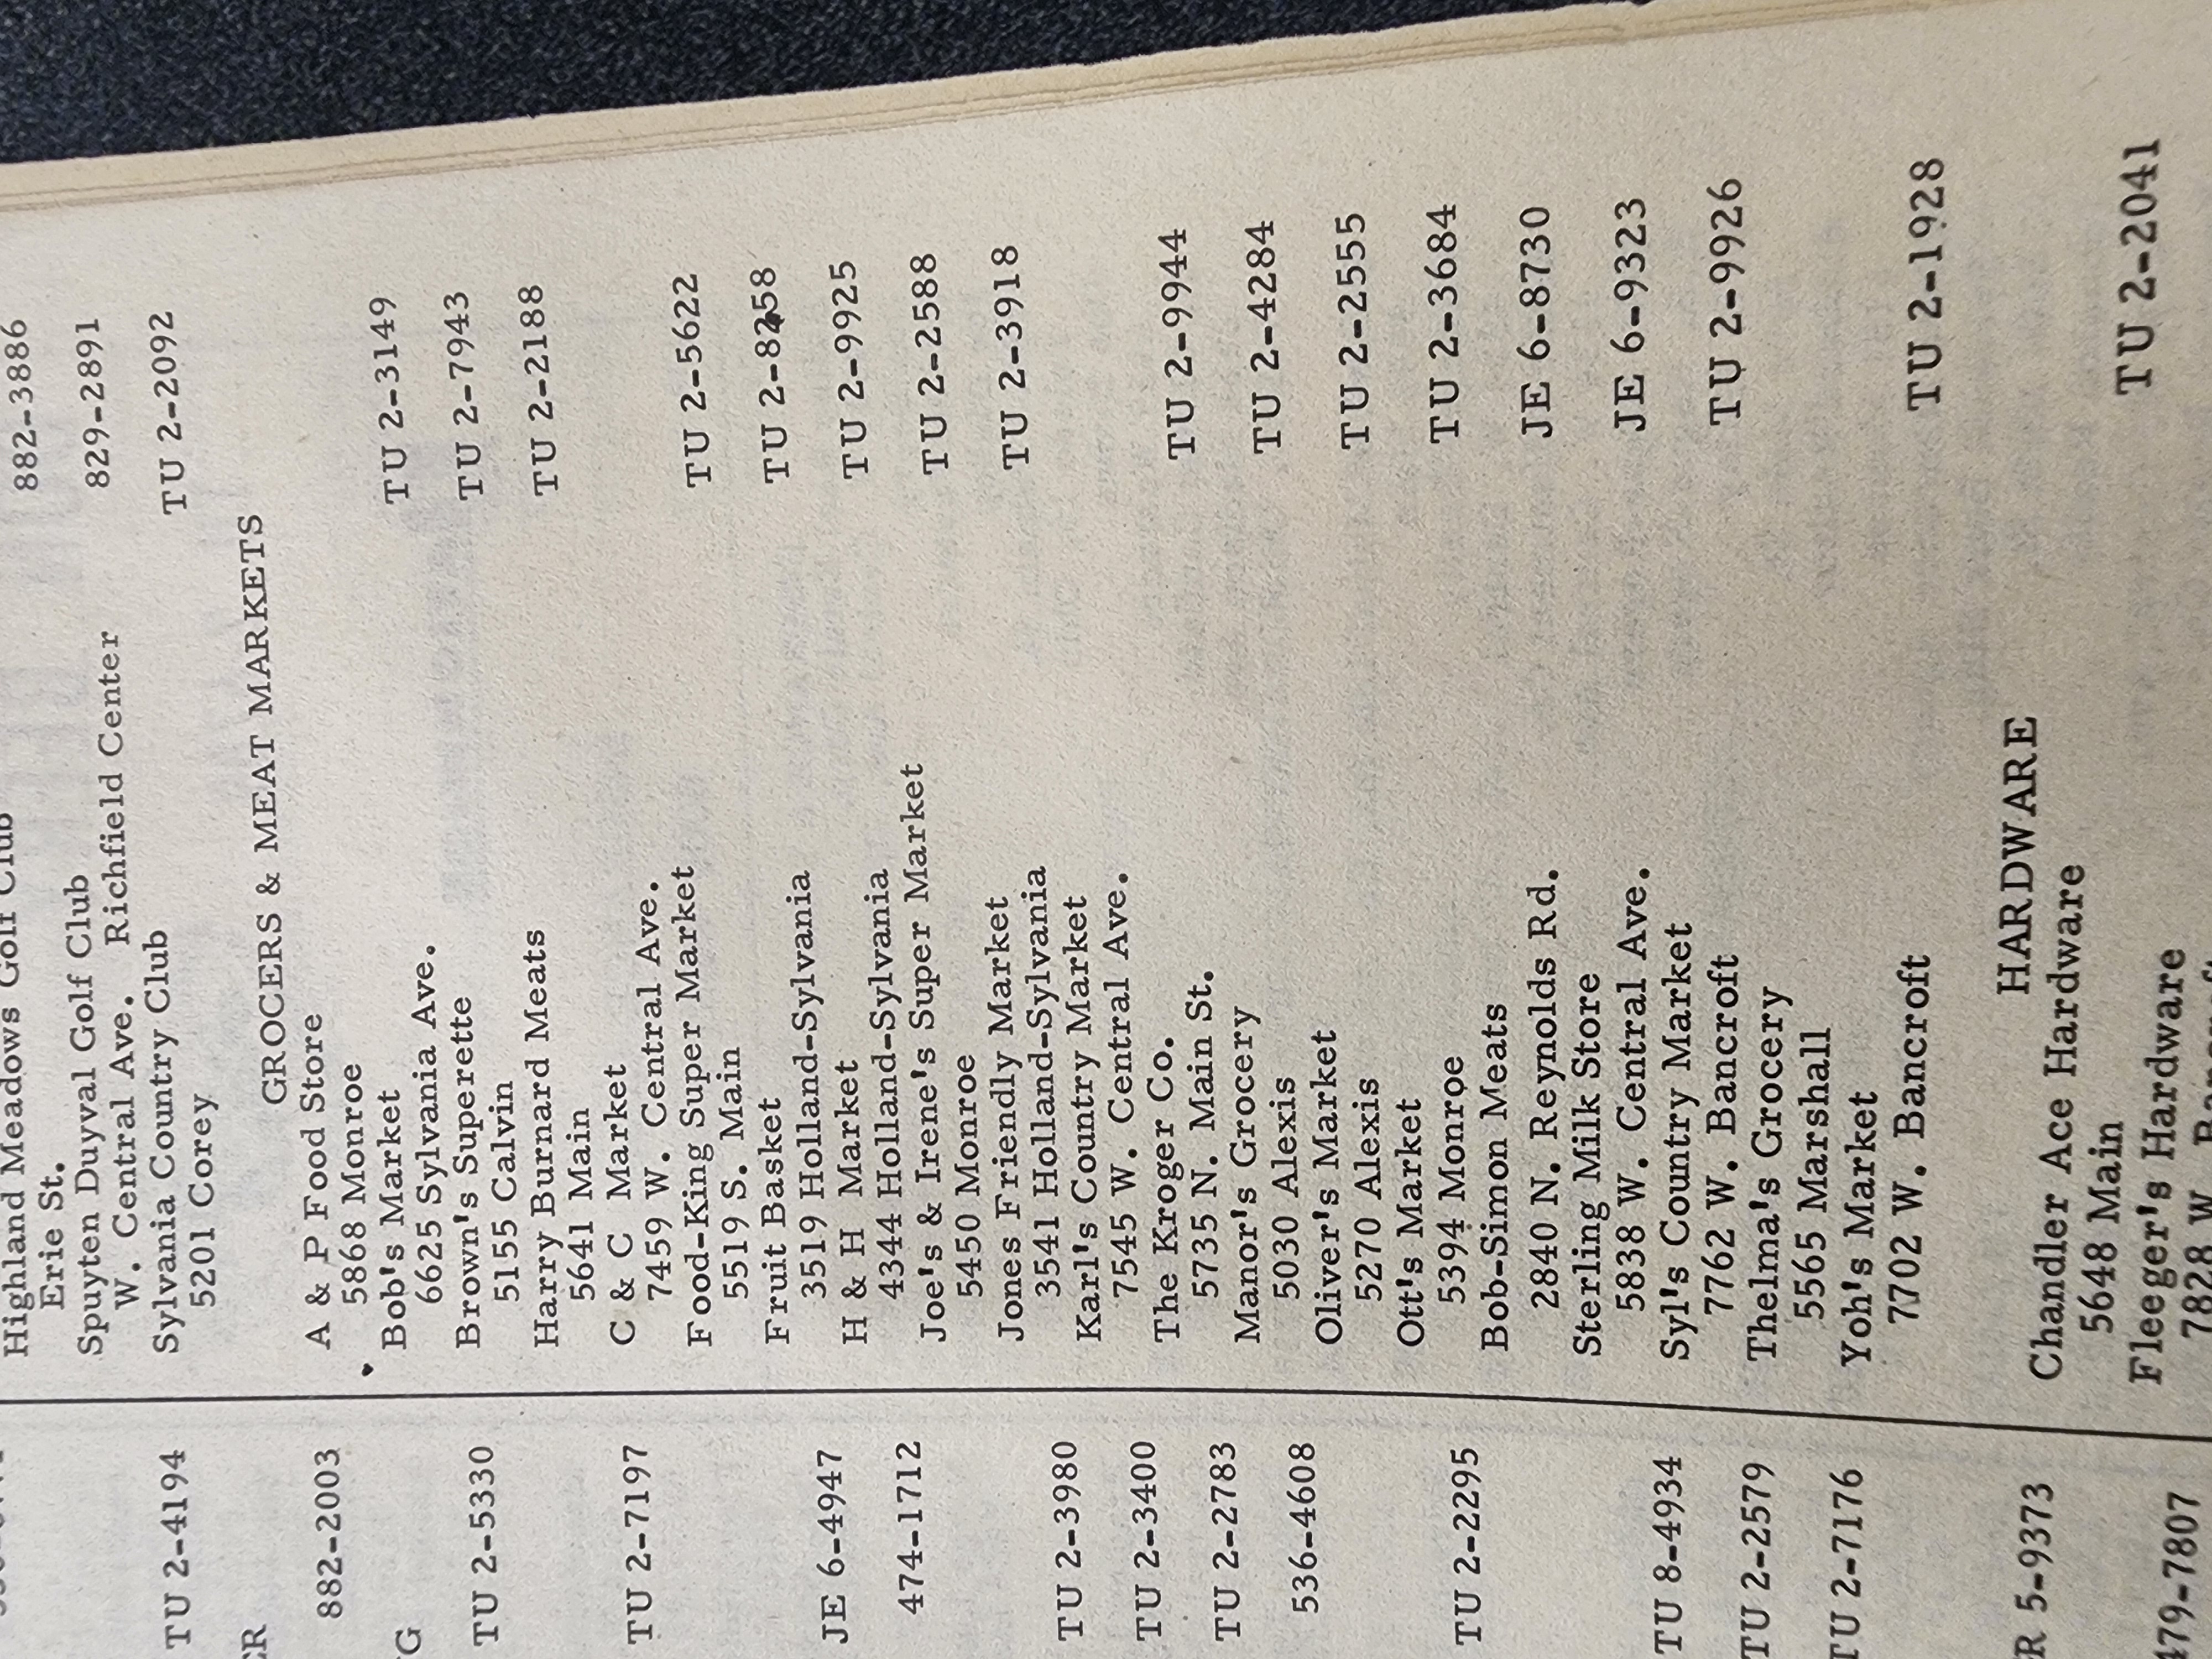 TU 2-4194
ER
882-2003
G
TU 2-5330
TU 2-7197
JE 6-4947
474-1712
TU 2-3980
TU 2-3400
TU 2-2783
536-4608
TU 2-2295
TU 8-4934
TU 2-2579
TU 2-7176
R 5-9373
479-7807
Highland Meadows Golf Club
Erie St. 882-3886
Spuyten Duyval Golf Club
W. Central Ave. Richfield Center 829-2891
Sylvania Country Club
5201 Corey TU 2-2092
GROCERS & MEAT MARKETS
A & P Food Store
5868 Monroe
Bob's Market
6625 Sylvania Ave. TU 2-3149
Brown's Superette
5155 Calvin TU 2-7943
Harry Burnard Meats
5641 Main TU 2-2188
C & C Market
7459 W. Central Ave.
Food-King Super Market
5519 S. Main TU 2-5622
Fruit Basket
3519 Holland-Sylvania TU 2-8258
H & H Market
4344 Holland-Sylvania TU 2-9925
Joe's & Irene's Super Market
5450 Monroe TU 2-2588
Jones Friendly Market
3541 Holland-Sylvania TU 2-3918
Karl's Country Market
7545 W. Central Ave.
The Kroger Co.
5735 N. Main St. TU 2-9944
Manor's Grocery
5030 Alexis TU 2-4284
Oliver's Market
5270 Alexis TU 2-2555
Ott's Market
5394 Monroe TU 2-3684
Bob-Simon Meats
2840 N. Reynolds Rd. JE 6-8730
Sterling Milk Store
5838 W. Central Ave. JE 6-9323
Syl's Country Market
7762 W. Bancroft TU 2-9926
Thelma's Grocery
5565 Marshall
Yoh's Market
7702 W. Bancroft TU 2-1928
HARDWARE
Chandler Ace Hardware
5648 Main TU 2-2041
Fleeger's Hardware
7828 W.